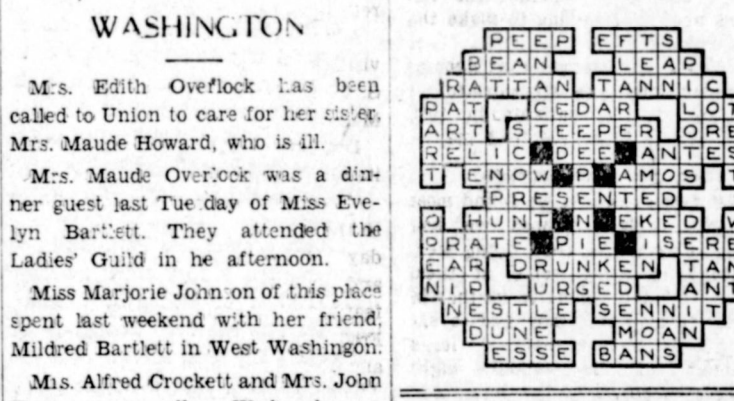 WASHINGTON
Mrs. Edith Overlock has been
called to Union to care for her sister,
Mrs. Maude Howard, who is ill.
Mrs. Maude Overlock was a din-
ner guest last Tue day of Miss Eve-
lyn Bartlett. They attended the
Ladies' Guild in he afternoon.
Miss Marjorie Johnson of this place
spent last weekend with her friend,
Mildred Bartlett in West Washingon.
Mrs. Alfred Crockett and Mrs. John
PEEP EFTS
BEAN LEAP
RATTAN TANNIC
PAT CEDAR LOT
ART STEEPER ORE
RELIC DEE ANTES
T ENOW P AMOS T
PRESENTED
O HUNT N EKED W
PRATE PIE ISERE
EAR DRUNKEN TAN
NIP URGED ANT
NESTLE SENNIT
DUNE MOAN
ESSE BANS